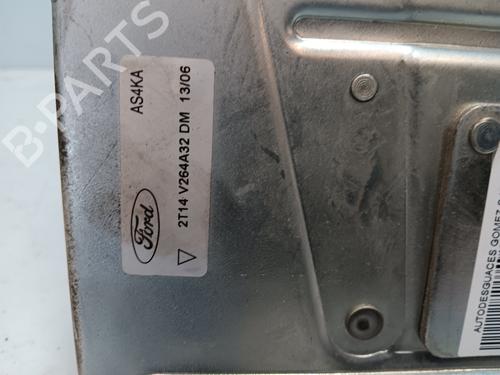 AS4KA
2T14 V264A32 DM 13/06
Ford
AUTODESGUACES GOMEZ
B-PARTS